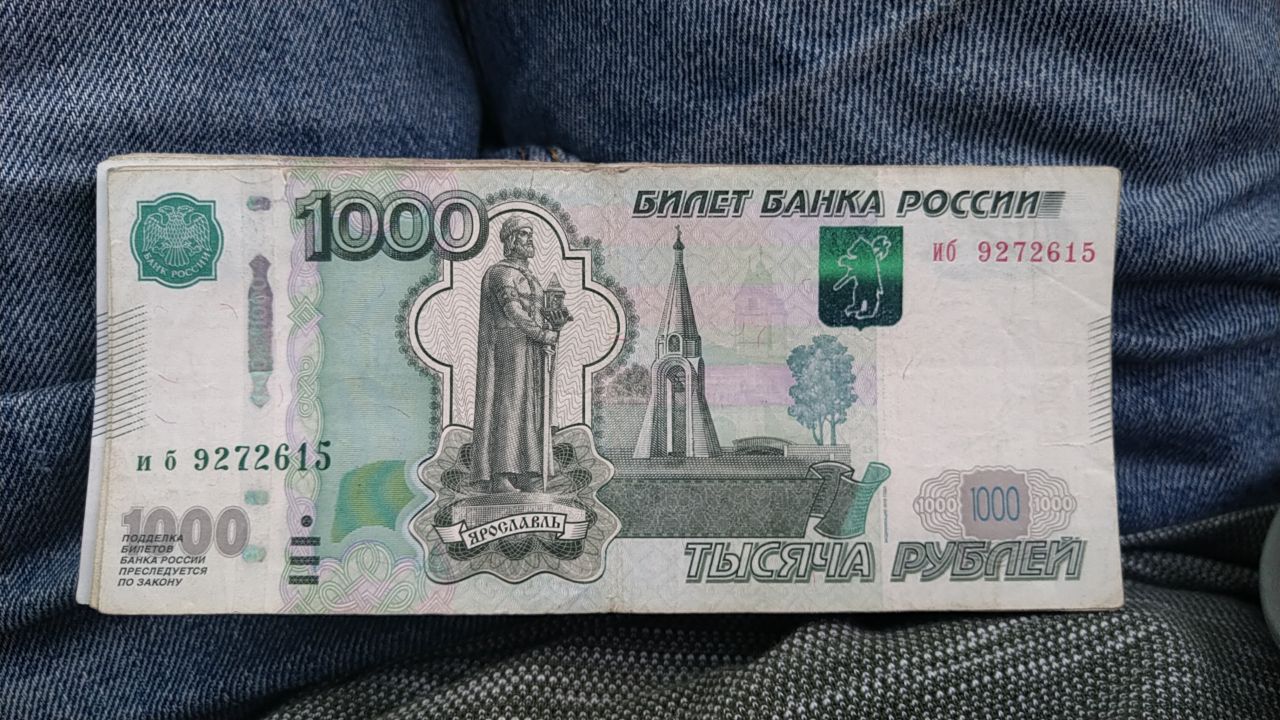 1000
БИЛЕТ БАНКА РОССИИ
БАНК РОССИИ
иб 9272615
иб 9272615
ЯРОСЛАВЛЬ
1000
ПОДДЕЛКА
БИЛЕТОВ
БАНКА РОССИИ
ПРЕСЛЕДУЕТСЯ
ПО ЗАКОНУ
1000 1000 1000
ТЫСЯЧА РУБЛЕЙ